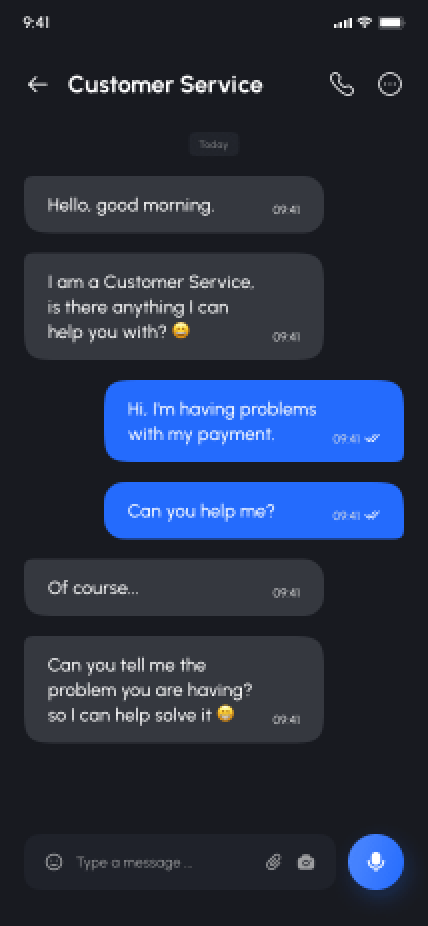 9:41
Customer Service
Today
Hello, good morning.
09:41
I am a Customer Service,
is there anything I can
help you with? 😄
09:41
Hi, I'm having problems
with my payment.
09:41
Can you help me?
09:41
Of course...
09:41
Can you tell me the
problem you are having?
so I can help solve it 😁
09:41
Type a message ...